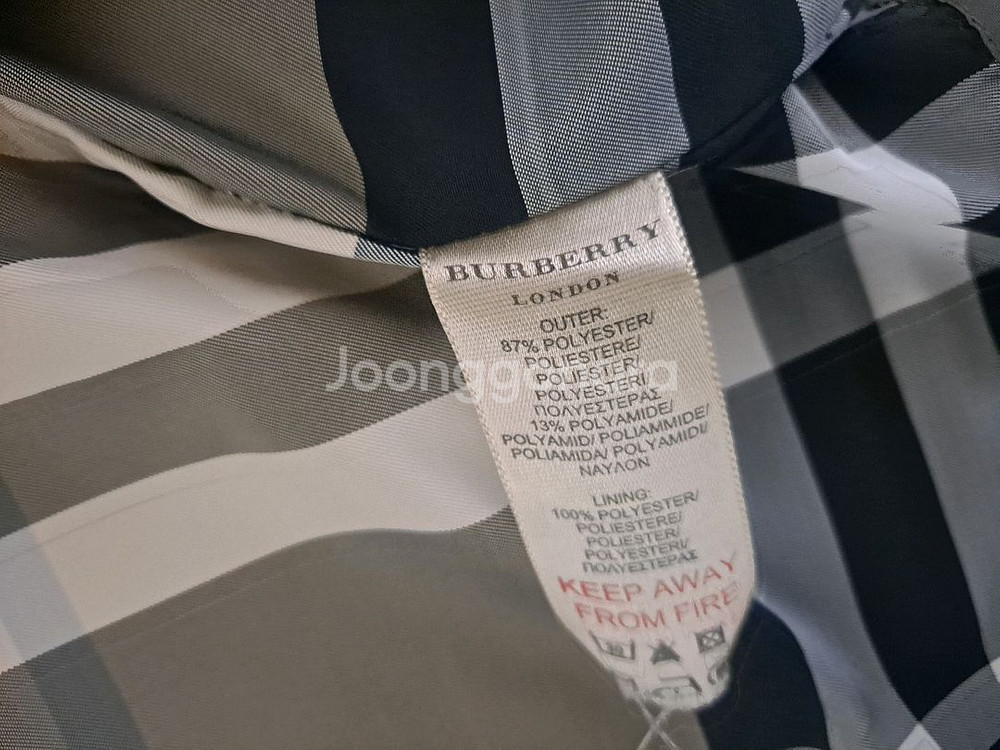 BURBERRY
LONDON
OUTER:
87% POLYESTER/
POLIESTERE/
POLIESTER/
POLYESTERI/
ΠΟΛΥΕΣΤΕΡΑΣ
13% POLYAMIDE/
POLYAMID/ POLIAMMIDE/
POLIAMIDA/ POLYAMIDI/
ΝΑΥΛΟΝ
LINING:
100% POLYESTER/
POLIESTERE/
POLIESTER/
POLYESTERI/
ΠΟΛΥΕΣΤΕΡΑΣ
KEEP AWAY
FROM FIRE
30